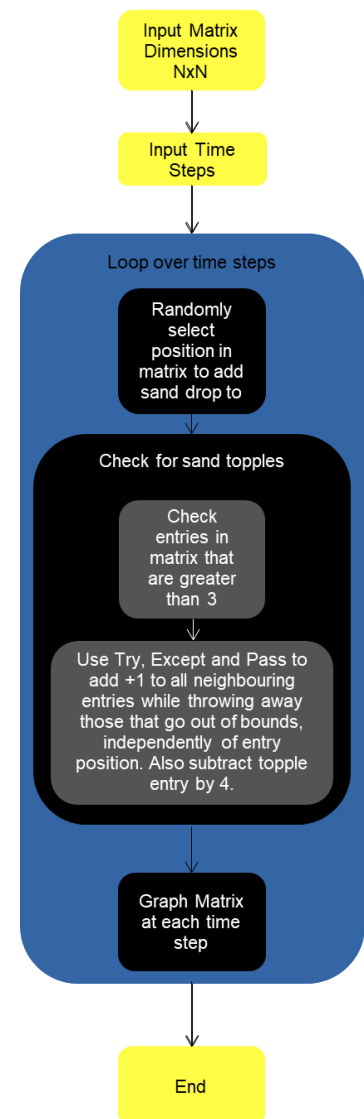 Input Matrix
Dimensions
NxN
Input Time
Steps
Loop over time steps
Randomly
select
position in
matrix to add
sand drop to
Check for sand topples
Check
entries in
matrix that
are greater
than 3
Use Try, Except and Pass to
add +1 to all neighbouring
entries while throwing away
those that go out of bounds,
independently of entry
position. Also subtract topple
entry by 4.
Graph Matrix
at each time
step
End